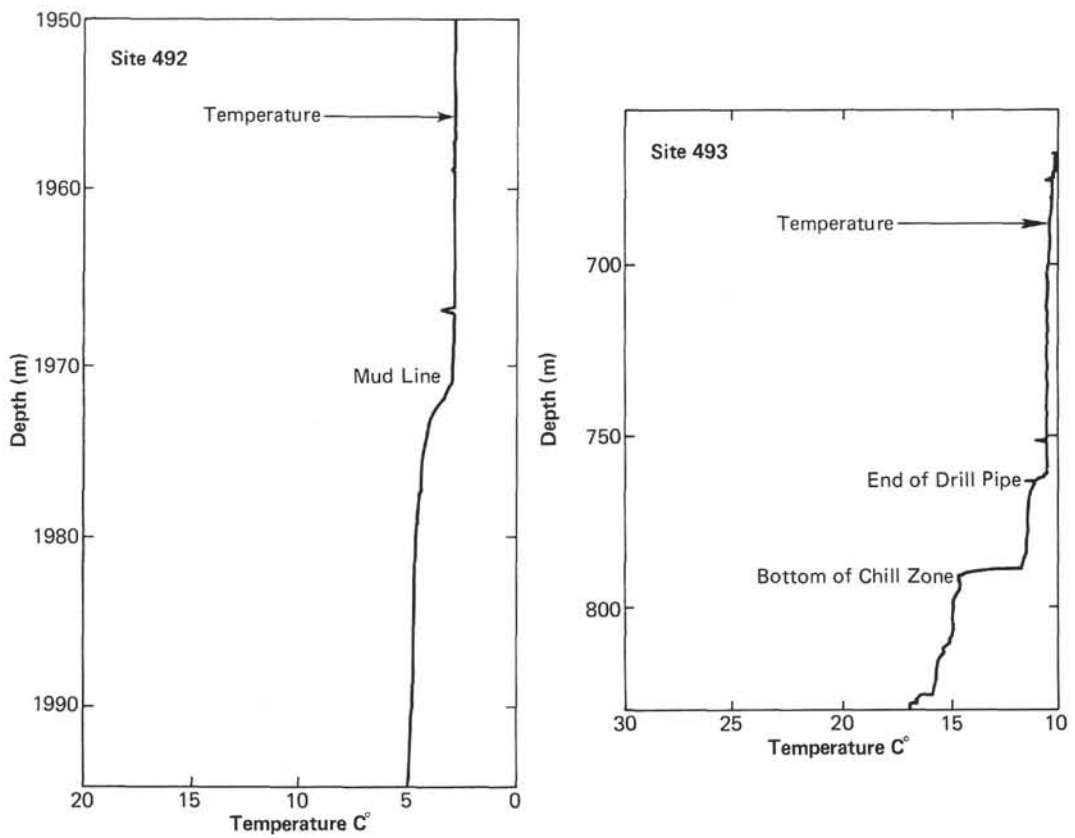 Site 492
Temperature
Mud Line
Depth (m)
1950
1960
1970
1980
1990
20 15 10 5 0
Temperature C°
Site 493
Temperature
End of Drill Pipe
Bottom of Chill Zone
Depth (m)
700
750
800
30 25 20 15 10
Temperature C°